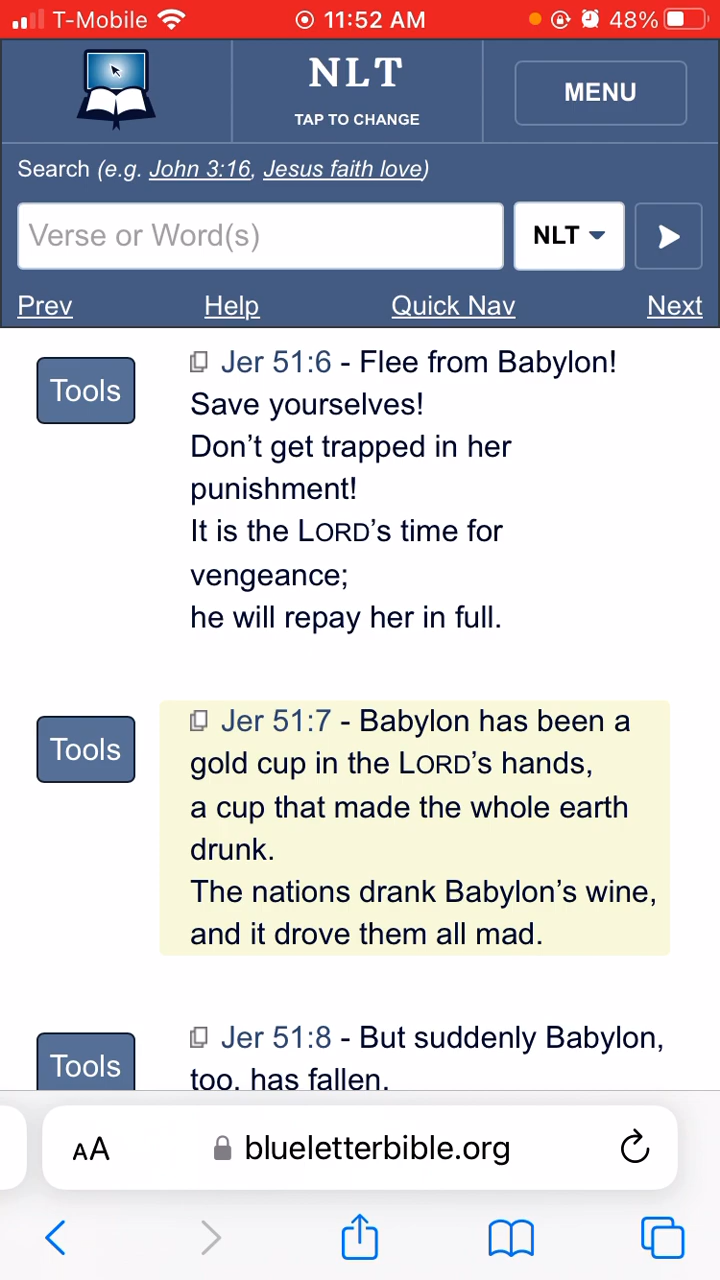 T-Mobile 11:52 AM 48%
NLT
TAP TO CHANGE
MENU
Search (e.g. John 3:16, Jesus faith love)
Verse or Word(s) NLT
Prev Help Quick Nav Next
Tools
Jer 51:6 - Flee from Babylon!
Save yourselves!
Don’t get trapped in her
punishment!
It is the LORD’s time for
vengeance;
he will repay her in full.
Tools
Jer 51:7 - Babylon has been a
gold cup in the LORD’s hands,
a cup that made the whole earth
drunk.
The nations drank Babylon’s wine,
and it drove them all mad.
Tools
Jer 51:8 - But suddenly Babylon,
too, has fallen.
AA blueletterbible.org